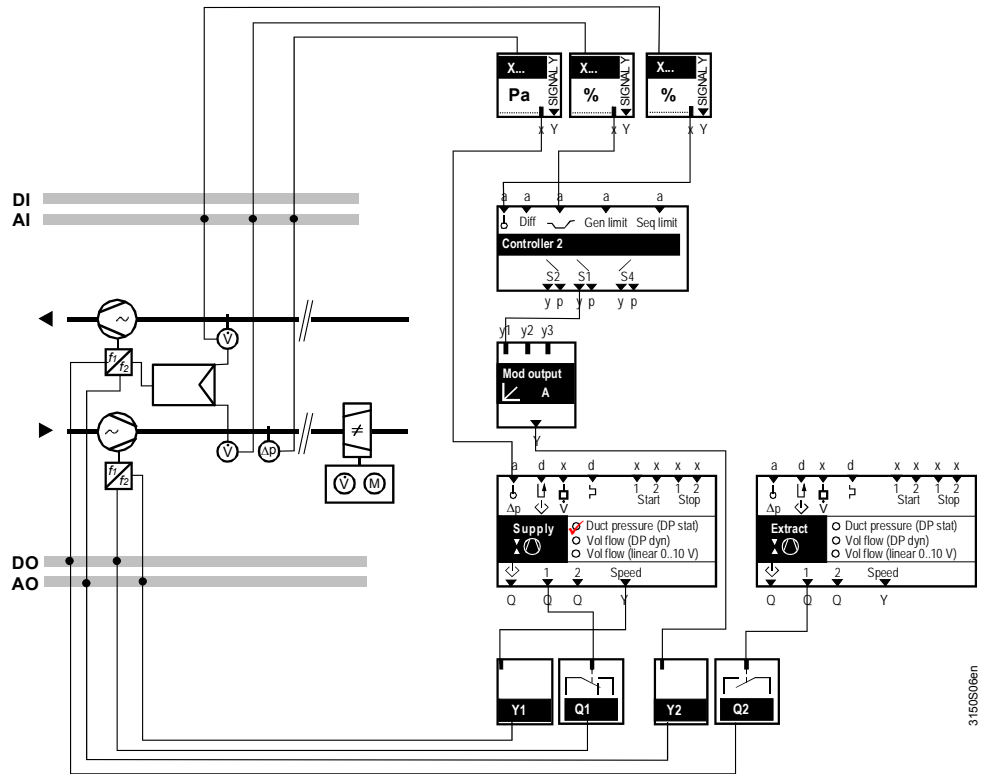 X... SIGNAL Y X... SIGNAL Y X... SIGNAL Y
Pa % %
x Y x Y x Y
DI
AI
a a a a a
Diff Gen limit Seq limit
Controller 2
S2 S1 S4
y p y p y p
~
V̇
f1 f2
y1 y2 y3
Mod output
A
Y
~
V̇ Δp ≠
f1 f2
V̇ M
a d x d x x x x
1 2 1 2
Δp V̇ Start Stop
Supply
Duct pressure (DP stat)
Vol flow (DP dyn)
Vol flow (linear 0..10 V)
1 2 Speed
Q Q Q Y
a d x d x x x x
1 2 1 2
Δp V̇ Start Stop
Extract
Duct pressure (DP stat)
Vol flow (DP dyn)
Vol flow (linear 0..10 V)
1 2 Speed
Q Q Q Y
DO
AO
Y1 Q1 Y2 Q2
3150S06en